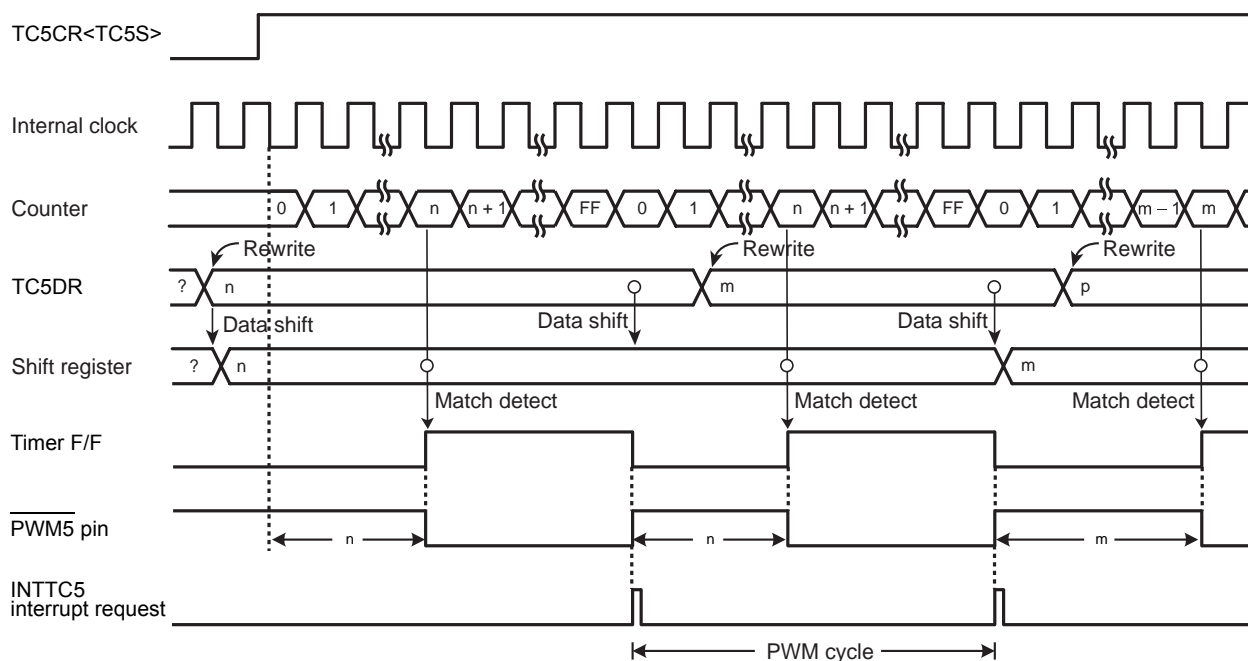 TC5CR<TC5S>
Internal clock
Counter 0 1 n n + 1 FF 0 1 n n + 1 FF 0 1 m – 1 m
Rewrite Rewrite Rewrite
TC5DR ? n m p
Data shift Data shift Data shift
Shift register ? n m
Match detect Match detect Match detect
Timer F/F
PWM5 pin n n m
INTTC5
interrupt request
PWM cycle